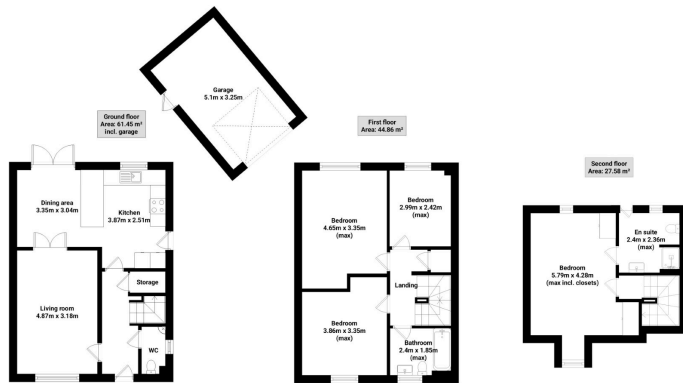 Garage
5.1m x 3.25m
Ground floor
Area: 61.45 m²
incl. garage
Dining area
3.35m x 3.04m
Kitchen
3.87m x 2.51m
Living room
4.87m x 3.18m
Storage
WC
First floor
Area: 44.86 m²
Bedroom
4.65m x 3.35m
(max)
Bedroom
2.99m x 2.42m
(max)
Landing
Bedroom
3.86m x 3.35m
(max)
Bathroom
2.4m x 1.85m
(max)
Second floor
Area: 27.58 m²
En suite
2.4m x 2.36m
(max)
Bedroom
5.79m x 4.28m
(max incl. closets)